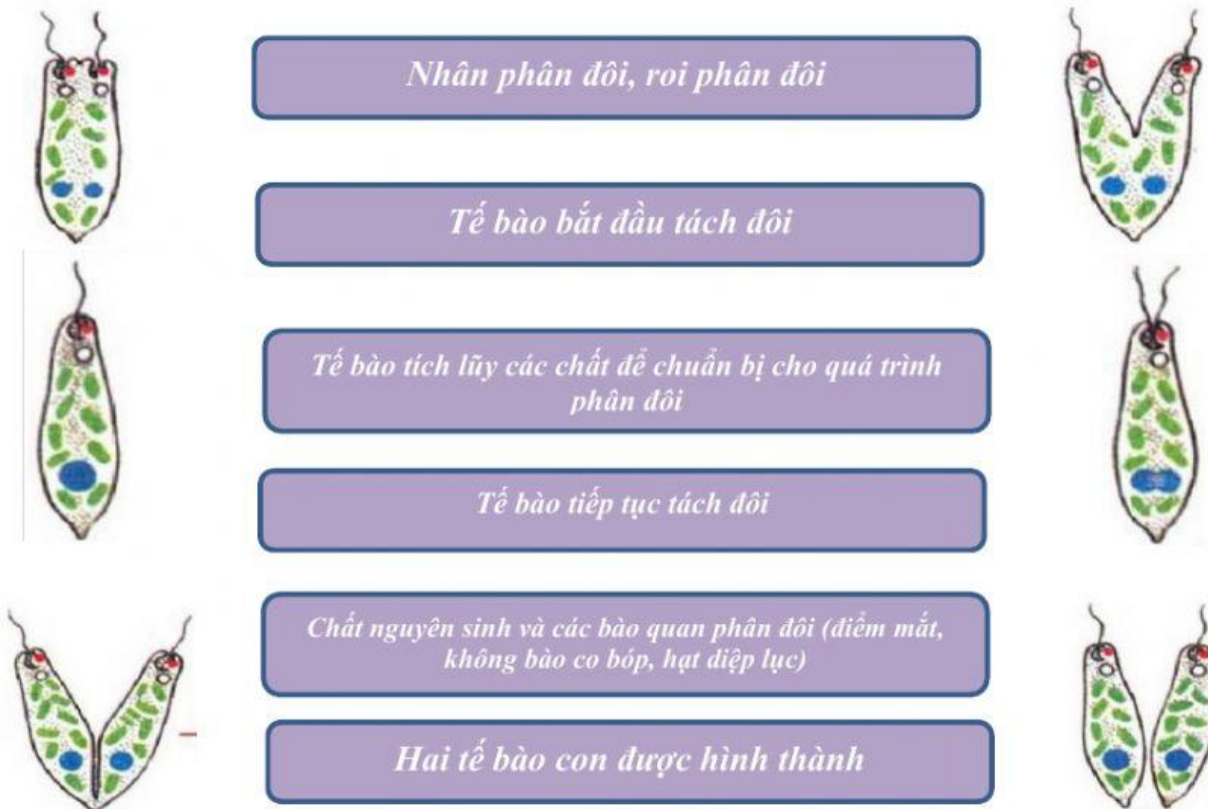 Nhân phân đôi, roi phân đôi
Tế bào bắt đầu tách đôi
Tế bào tích lũy các chất để chuẩn bị cho quá trình
phân đôi
Tế bào tiếp tục tách đôi
Chất nguyên sinh và các bào quan phân đôi (điểm mắt,
không bào co bóp, hạt diệp lục)
Hai tế bào con được hình thành